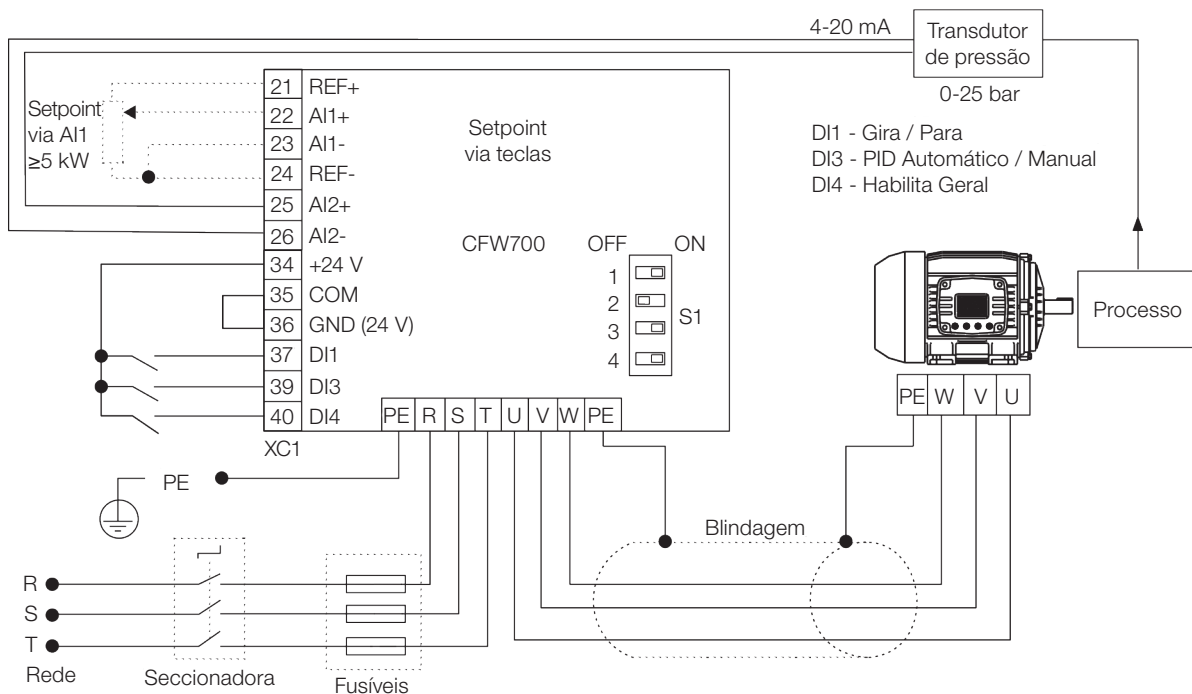 4-20 mA
Transdutor
de pressão
0-25 bar
Setpoint
via AI1
≥5 kW
21 REF+
22 AI1+
23 AI1-
24 REF-
25 AI2+
26 AI2-
34 +24 V
35 COM
36 GND (24 V)
37 DI1
39 DI3
40 DI4
XC1
Setpoint
via teclas
CFW700
OFF ON
1
2
3
4
S1
DI1 - Gira / Para
DI3 - PID Automático / Manual
DI4 - Habilita Geral
Processo
PE W V U
PE R S T U V W PE
PE
Blindagem
R
S
T
Rede
Seccionadora
Fusíveis